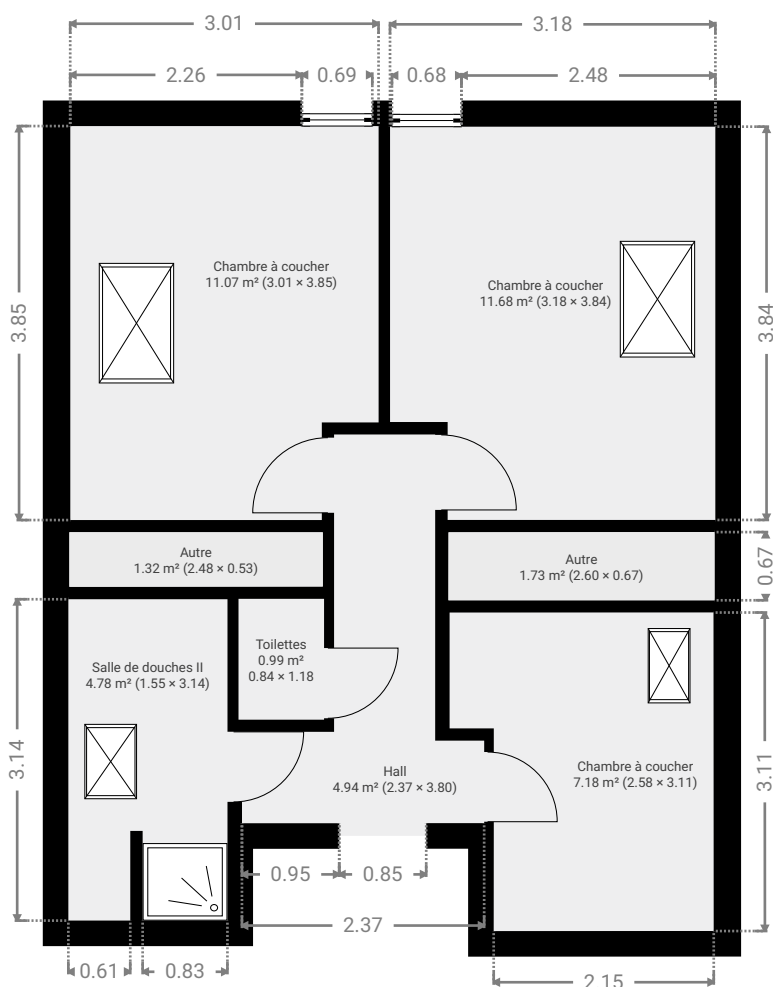 3.01
3.18
2.26
0.69
0.68
2.48
3.85
3.84
Chambre à coucher
11.07 m² (3.01 × 3.85)
Chambre à coucher
11.68 m² (3.18 × 3.84)
Autre
1.32 m² (2.48 × 0.53)
Autre
1.73 m² (2.60 × 0.67)
0.67
Toilettes
0.99 m²
0.84 × 1.18
Salle de douches II
4.78 m² (1.55 × 3.14)
3.14
Hall
4.94 m² (2.37 × 3.80)
Chambre à coucher
7.18 m² (2.58 × 3.11)
3.11
0.95
0.85
2.37
0.61
0.83
2.15